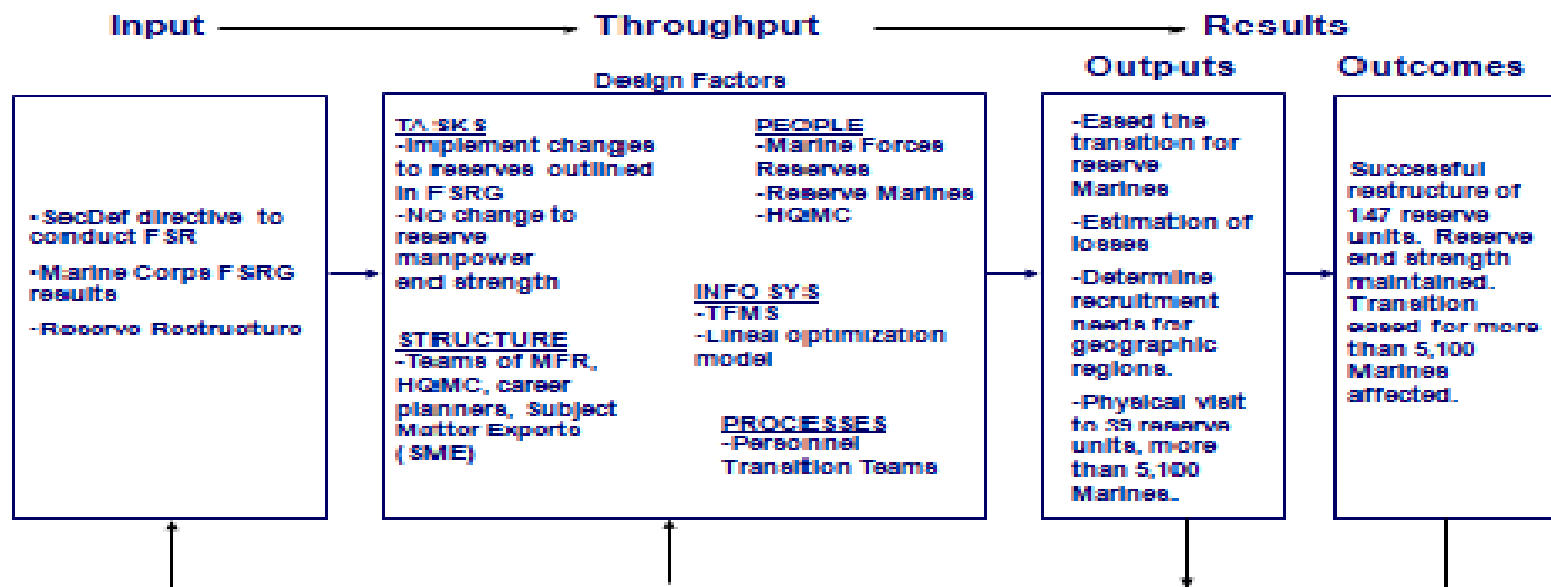 Input
Throughput
Results
Design Factors
Outputs
Outcomes
-SecDef directive to
conduct FSR
-Marine Corps FSRG
results
-Reserve Restructure
TASKS
-Implement changes
to reserves outlined
in FSRG
-No change to
reserve
manpower
end strength
STRUCTURE
-Teams of MFR,
HQMC, career
planners, Subject
Matter Experts
(SME)
PEOPLE
-Marine Forces
Reserves
-Reserve Marines
-HQMC
INFO SYS
-TFMS
-Lineal optimization
model
PROCESSES
-Personnel
Transition Teams
-Eased the
transition for
reserve
Marines
-Estimation of
losses
-Determine
recruitment
needs for
geographic
regions.
-Physical visit
to 39 reserve
units, more
than 5,100
Marines.
Successful
restructure of
147 reserve
units. Reserve
end strength
maintained.
Transition
eased for more
than 5,100
Marines
affected.